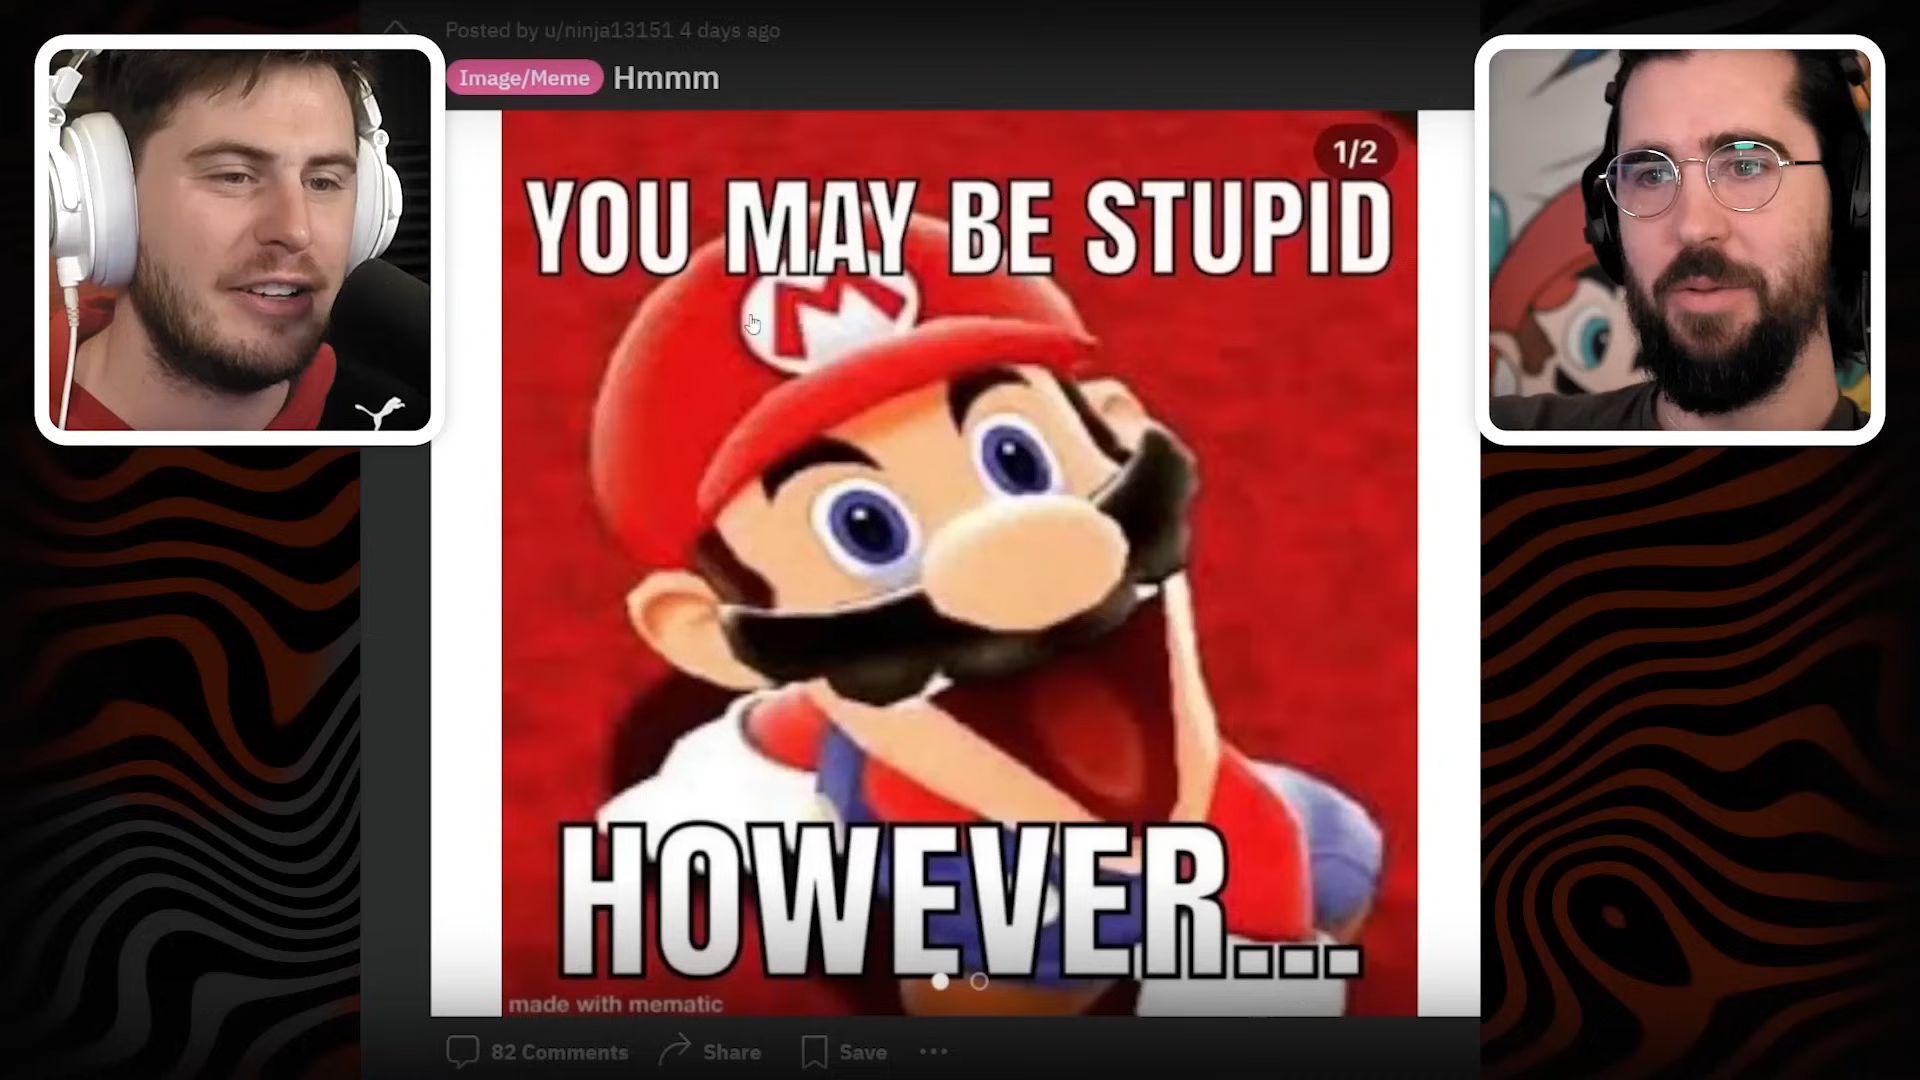 Posted by u/ninja13151 4 days ago
Image/Meme Hmmm
1/2
YOU MAY BE STUPID
M
HOWEVER...
made with mematic
82 Comments Share Save ...